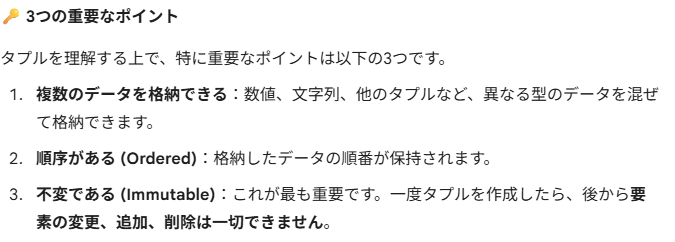 🔑 3つの重要なポイント
タプルを理解する上で、特に重要なポイントは以下の3つです。
1. 複数のデータを格納できる：数値、文字列、他のタプルなど、異なる型のデータを混ぜ
て格納できます。
2. 順序がある (Ordered)：格納したデータの順番が保持されます。
3. 不変である (Immutable)：これが最も重要です。一度タプルを作成したら、後から要
素の変更、追加、削除は一切できません。